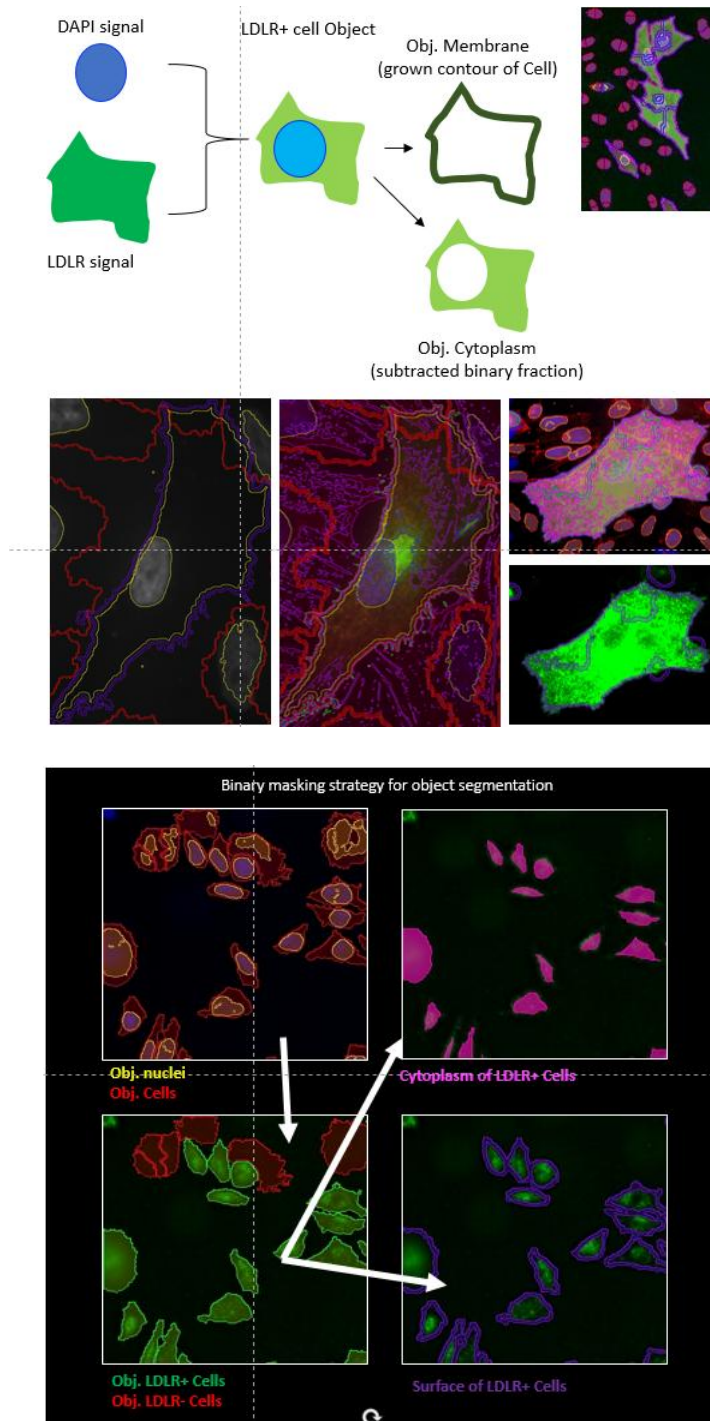 DAPI signal
LDLR+ cell Object
Obj. Membrane
(grown contour of Cell)
LDLR signal
Obj. Cytoplasm
(subtracted binary fraction)
Binary masking strategy for object segmentation
Obj. nuclei
Obj. Cells
Cytoplasm of LDLR+ Cells
Obj. LDLR+ Cells
Obj. LDLR- Cells
Surface of LDLR+ Cells